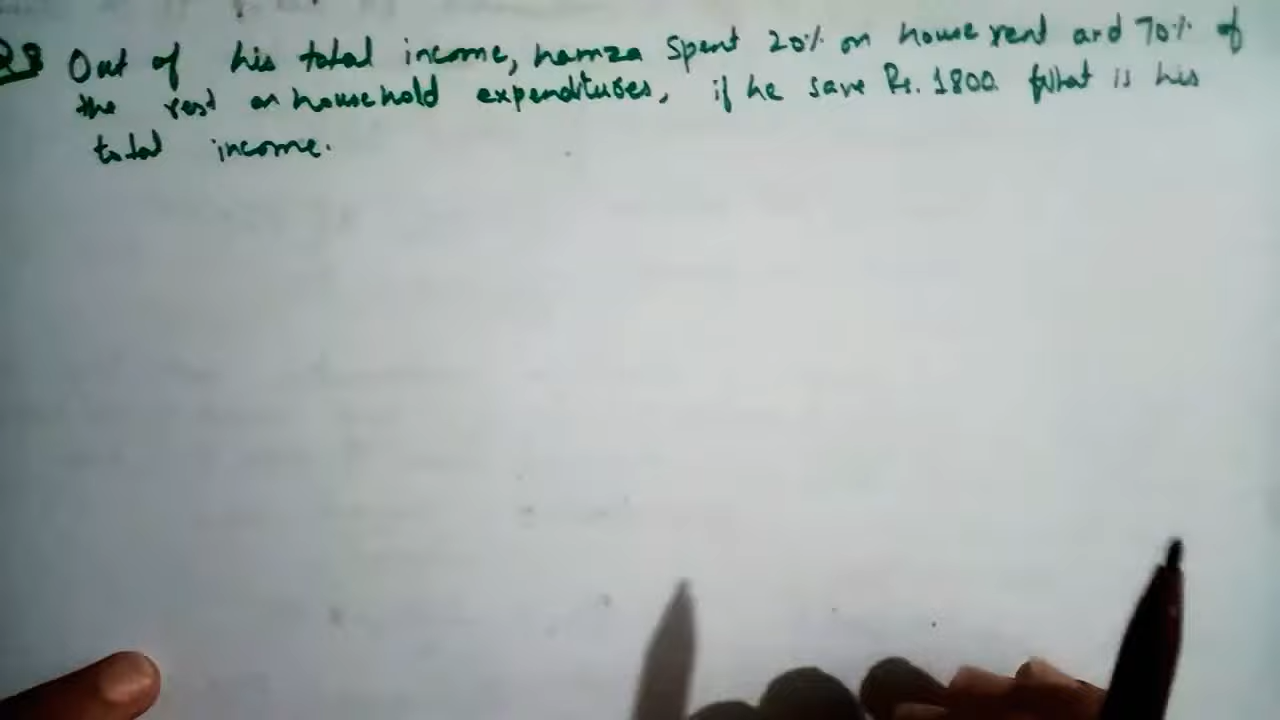 Q8 Out of his total income, hamza spent 20% on house rent and 70% of
the rest on household expenditures, if he save Rs. 1800. What is his
total income.